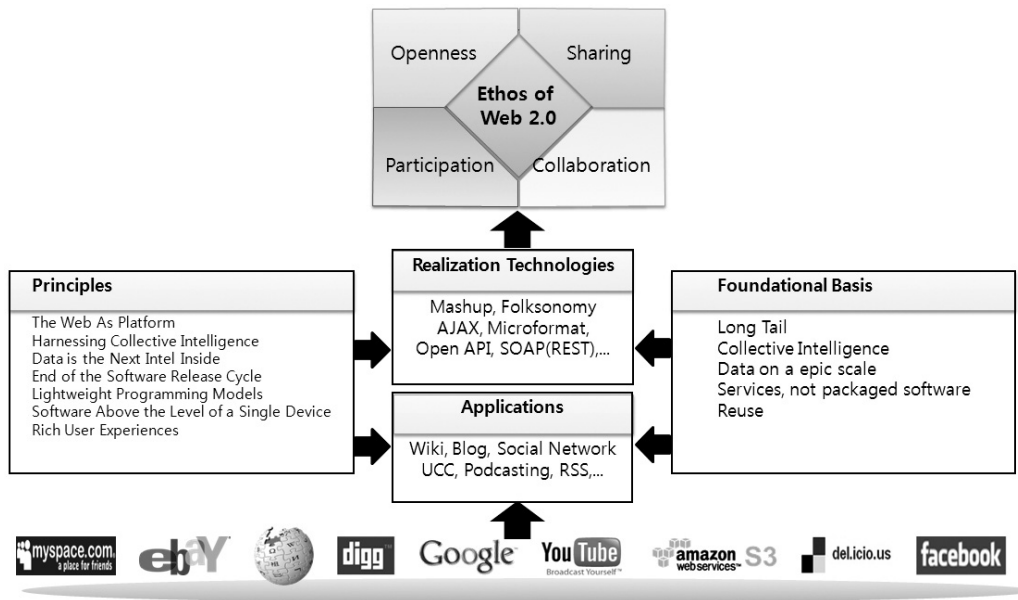 Openness
Sharing
Ethos of
Web 2.0
Participation
Collaboration
Realization Technologies
Mashup, Folksonomy
AJAX, Microformat,
Open API, SOAP(REST),...
Principles
The Web As Platform
Harnessing Collective Intelligence
Data is the Next Intel Inside
End of the Software Release Cycle
Lightweight Programming Models
Software Above the Level of a Single Device
Rich User Experiences
Foundational Basis
Long Tail
Collective Intelligence
Data on a epic scale
Services, not packaged software
Reuse
Applications
Wiki, Blog, Social Network
UCC, Podcasting, RSS,...
myspace.com.
a place for friends
ebaY
digg
Google™
YouTube
Broadcast Yourself™
amazon
webservices™
S3
del.icio.us
facebook